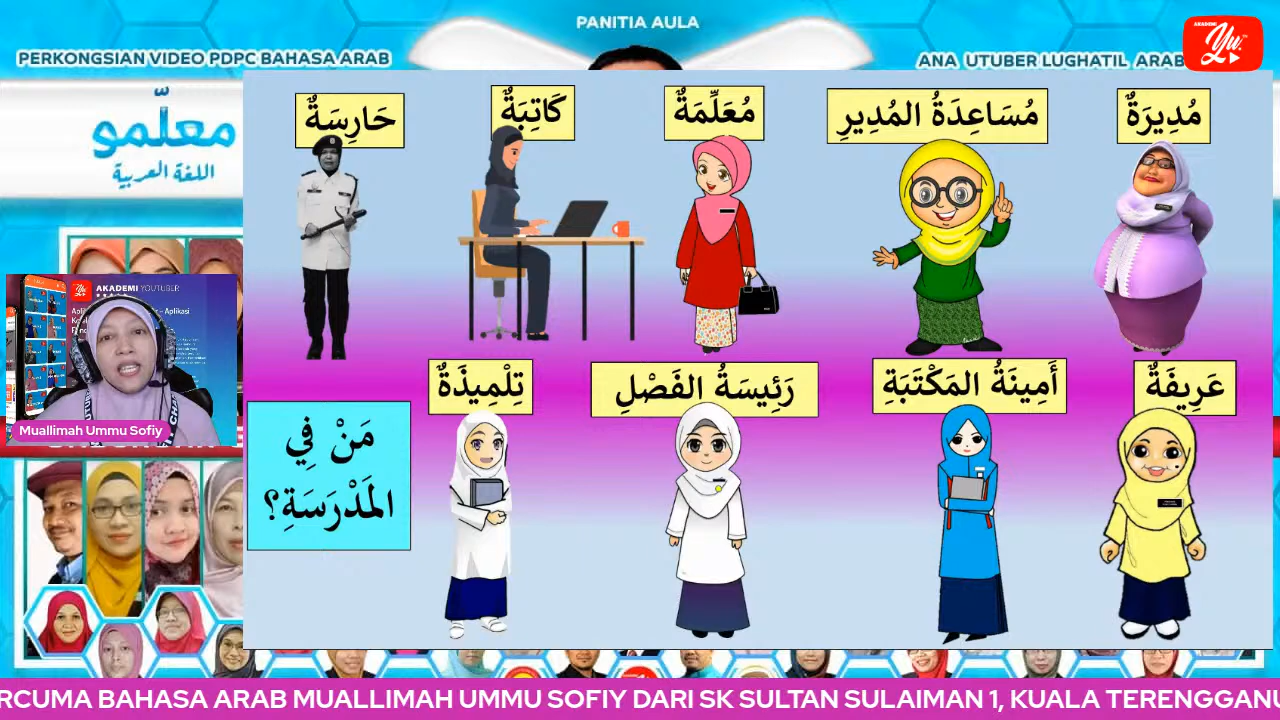 PANITIA AULA
PERKONGSIAN VIDEO PDPC BAHASA ARAB
ANA UTUBER LUGHATIL ARAB
AKADEMI
Yu
معلّمو
اللغة العربية
مُدِيرَةٌ
مُسَاعِدَةُ المُدِيرِ
مُعَلِّمَةٌ
كَاتِبَةٌ
حَارِسَةٌ
AKADEMI YOUTUBER
Muallimah Ummu Sofiy
عَرِيفَةٌ
أَمِينَةُ المَكْتَبَةِ
رَئِيسَةُ الفَصْلِ
تِلْمِيذَةٌ
مَنْ فِي
المَدْرَسَةِ؟
RCUMA BAHASA ARAB MUALLIMAH UMMU SOFIY DARI SK SULTAN SULAIMAN 1, KUALA TERENGGANU